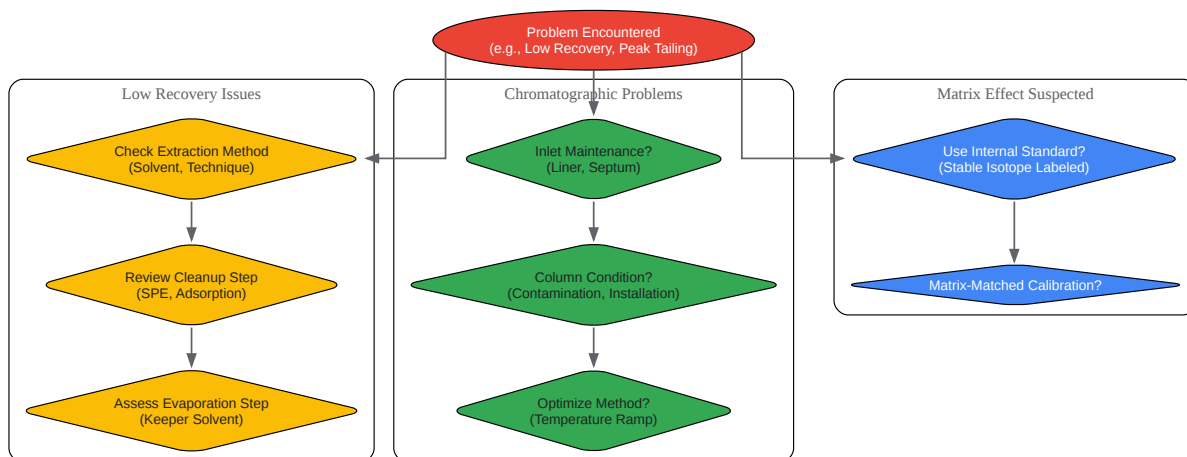 Problem Encountered
(e.g., Low Recovery, Peak Tailing)
Low Recovery Issues
Check Extraction Method
(Solvent, Technique)
Review Cleanup Step
(SPE, Adsorption)
Assess Evaporation Step
(Keeper Solvent)
Chromatographic Problems
Inlet Maintenance?
(Liner, Septum)
Column Condition?
(Contamination, Installation)
Optimize Method?
(Temperature Ramp)
Matrix Effect Suspected
Use Internal Standard?
(Stable Isotope Labeled)
Matrix-Matched Calibration?